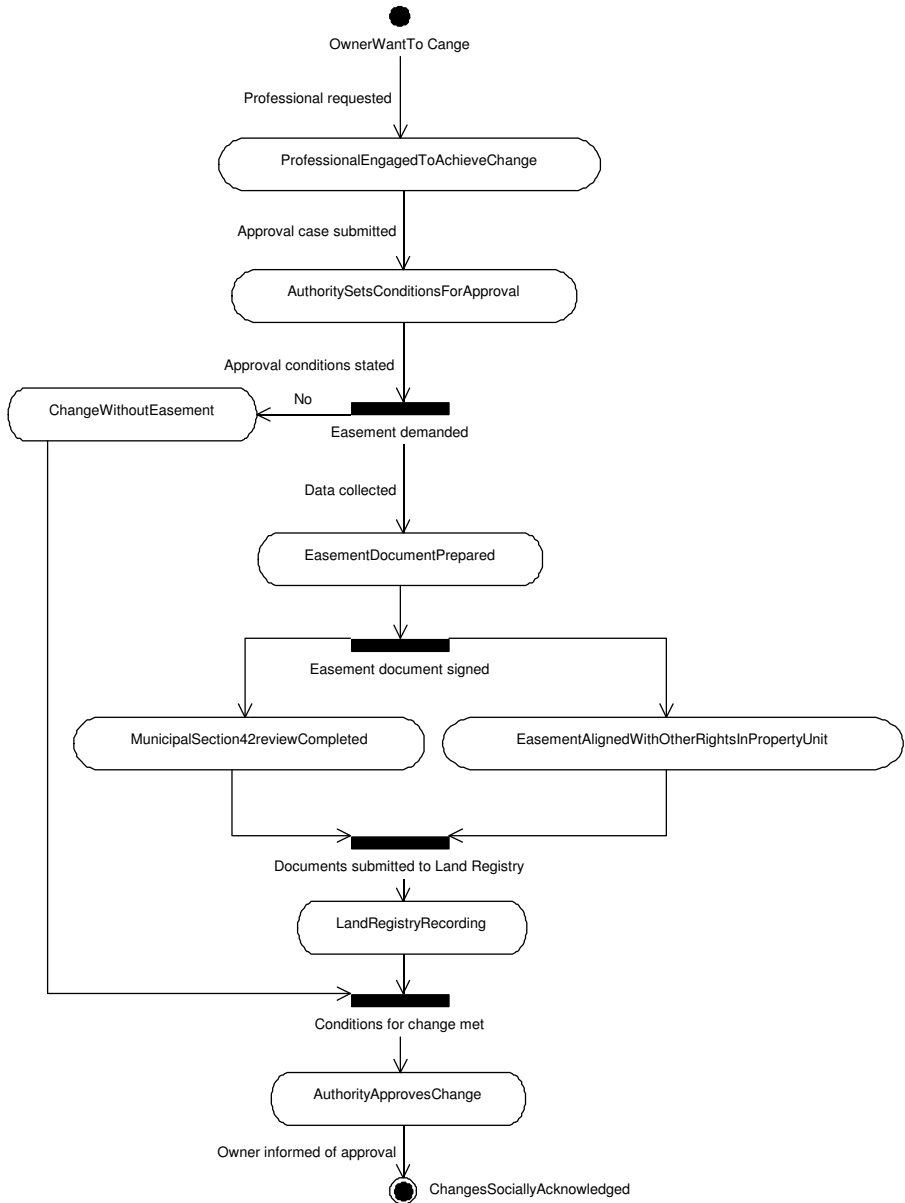 OwnerWantTo Cange
Professional requested
ProfessionalEngagedToAchieveChange
Approval case submitted
AuthoritySetsConditionsForApproval
Approval conditions stated
ChangeWithoutEasement
No
Easement demanded
Data collected
EasementDocumentPrepared
Easement document signed
MunicipalSection42reviewCompleted
EasementAlignedWithOtherRightsInPropertyUnit
Documents submitted to Land Registry
LandRegistryRecording
Conditions for change met
AuthorityApprovesChange
Owner informed of approval
ChangesSociallyAcknowledged